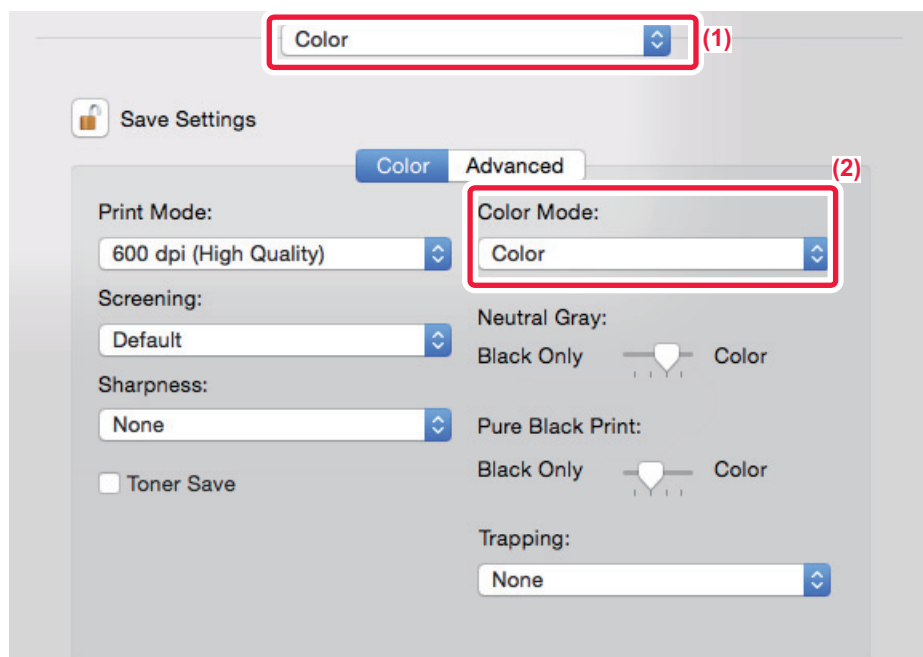 Color
(1)
Save Settings
Color Advanced
(2)
Print Mode:
600 dpi (High Quality)
Screening:
Default
Sharpness:
None
Toner Save
Color Mode:
Color
Neutral Gray:
Black Only Color
Pure Black Print:
Black Only Color
Trapping:
None